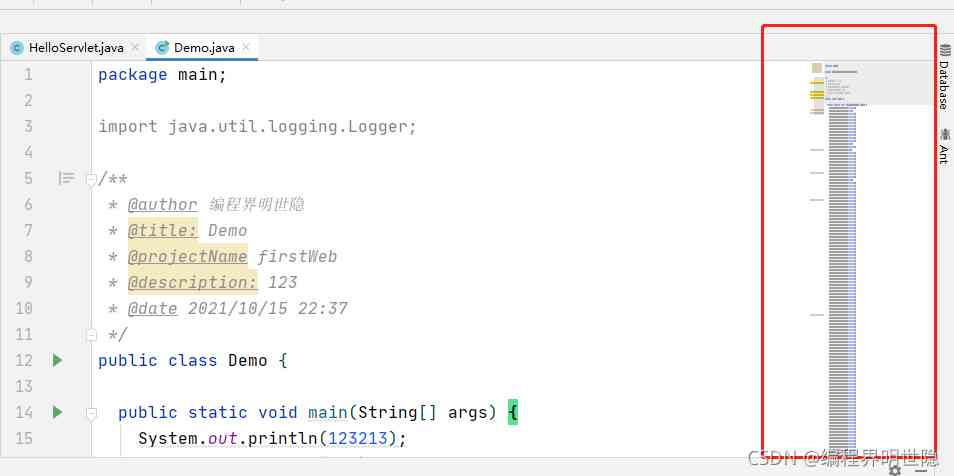 HelloServlet.java
Demo.java
1 package main;
2
3 import java.util.logging.Logger;
4
5 /**
6 * @author 编程界明世隐
7 * @title: Demo
8 * @projectName firstWeb
9 * @description: 123
10 * @date 2021/10/15 22:37
11 */
12 public class Demo {
13
14 public static void main(String[] args) {
15 System.out.println(123213);
Database
Ant
CSDN @编程界明世隐